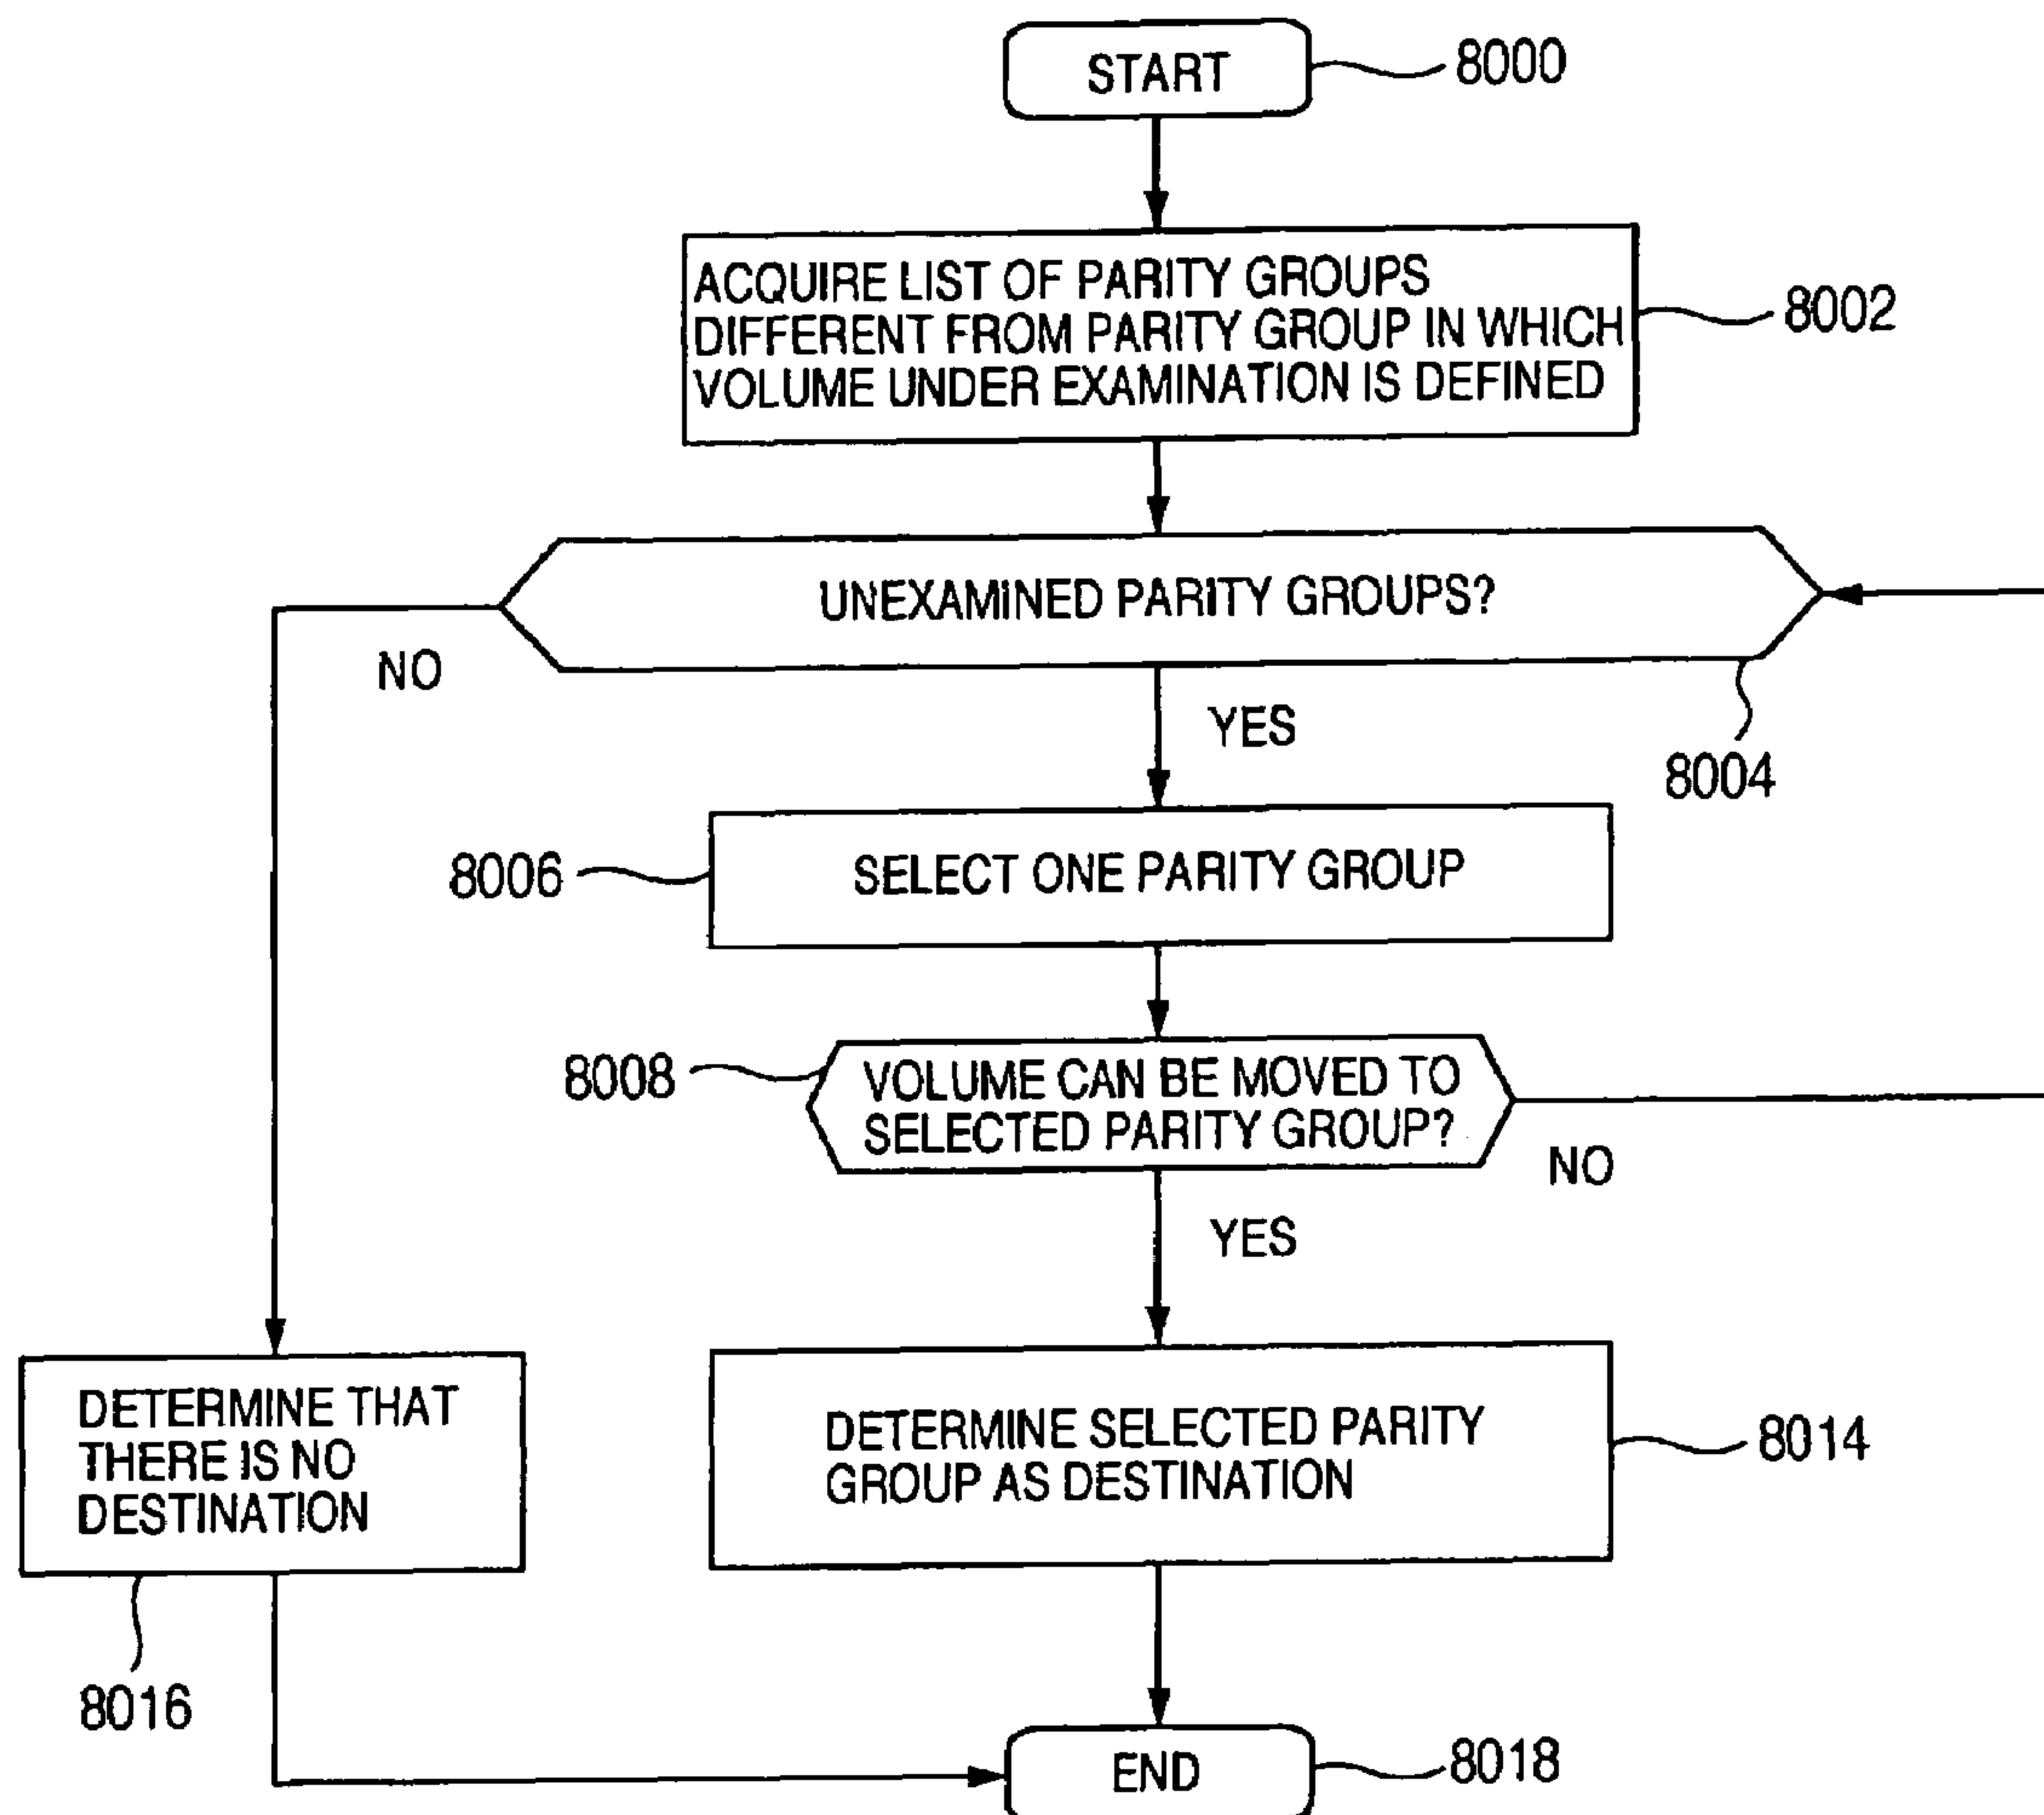 START
8000
ACQUIRE LIST OF PARITY GROUPS
DIFFERENT FROM PARITY GROUP IN WHICH
VOLUME UNDER EXAMINATION IS DEFINED
8002
UNEXAMINED PARITY GROUPS?
NO
YES
8004
8006
SELECT ONE PARITY GROUP
8008
VOLUME CAN BE MOVED TO
SELECTED PARITY GROUP?
NO
YES
DETERMINE THAT
THERE IS NO
DESTINATION
8016
DETERMINE SELECTED PARITY
GROUP AS DESTINATION
8014
END
8018